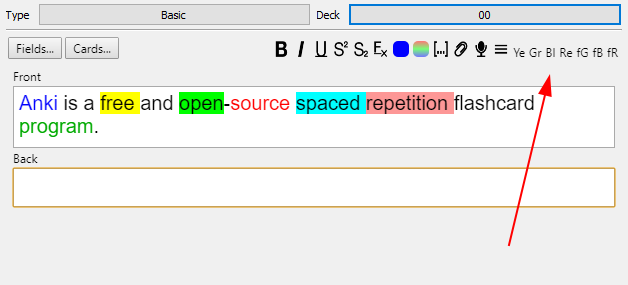 Type Basic Deck 00
Fields... Cards... B I U S² S₂ Ex [...] Ye Gr Bl Re fG fB fR
Front
Anki is a free and open-source spaced repetition flashcard
program.
Back